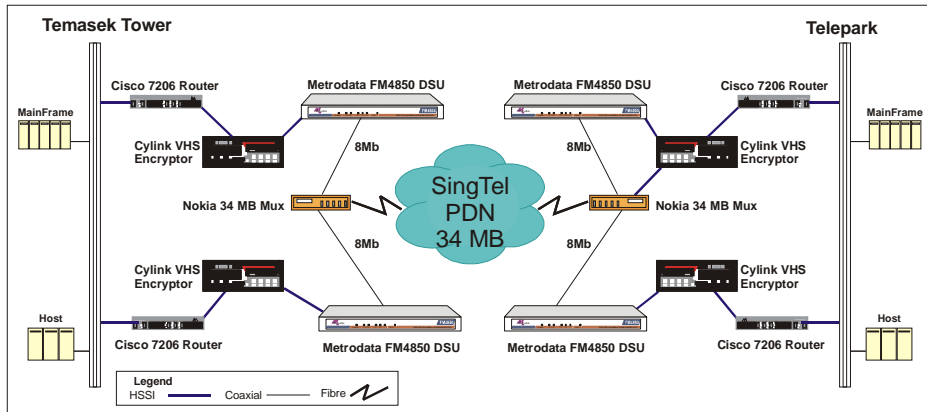 Temasek Tower
Telepark
Cisco 7206 Router
Metrodata FM4850 DSU
Metrodata FM4850 DSU
Cisco 7206 Router
MainFrame
MainFrame
Cylink VHS
Encryptor
8Mb
8Mb
Cylink VHS
Encryptor
SingTel
PDN
34 MB
Nokia 34 MB Mux
Nokia 34 MB Mux
8Mb
8Mb
Cylink VHS
Encryptor
Cylink VHS
Encryptor
Host
Host
Cisco 7206 Router
Metrodata FM4850 DSU
Metrodata FM4850 DSU
Cisco 7206 Router
Legend
HSSI
Coaxial
Fibre